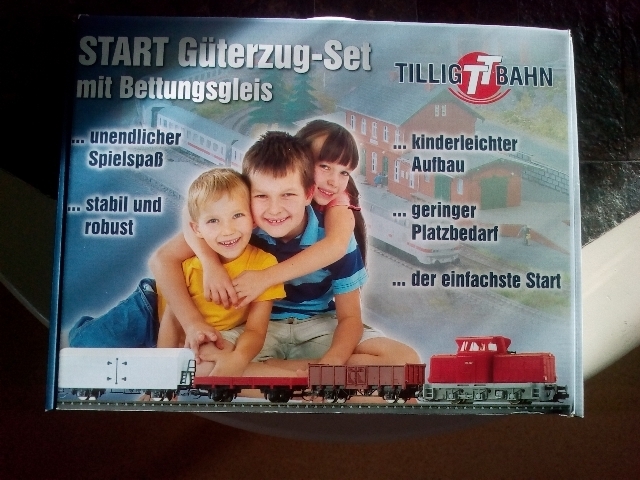 START Güterzug-Set
mit Bettungsgleis
TILLIG TT BAHN
... unendlicher
Spielspaß
... stabil und
robust
... kinderleichter
Aufbau
... geringer
Platzbedarf
... der einfachste Start